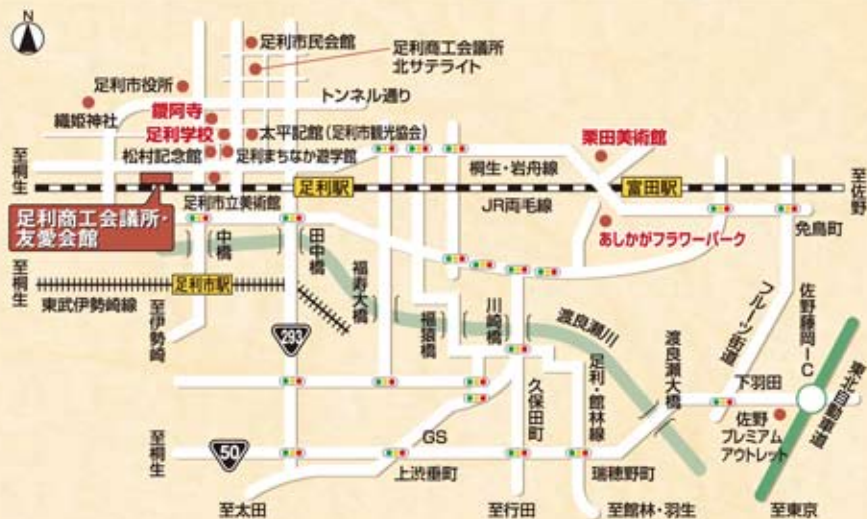 N
足利市民会館
足利商工会議所
北サテライト
足利市役所
トンネル通り
織姫神社
鑁阿寺
足利学校
太平記館(足利市観光協会)
松村記念館
足利まちなか遊学館
栗田美術館
桐生・岩舟線
至桐生
足利駅
富田駅
至佐野
JR両毛線
足利商工会議所・
友愛会館
足利市立美術館
あしかがフラワーパーク
免鳥町
中橋
田中橋
至桐生
足利市駅
東武伊勢崎線
至伊勢崎
福寿大橋
福猿橋
川崎橋
渡良瀬川
フルーツ街道
佐野藤岡IC
293
渡良瀬大橋
足利・館林線
久保田町
下羽田
東北自動車道
佐野
プレミアム
アウトレット
至桐生
50
GS
上渋垂町
瑞穂野町
至太田
至行田
至館林・羽生
至東京